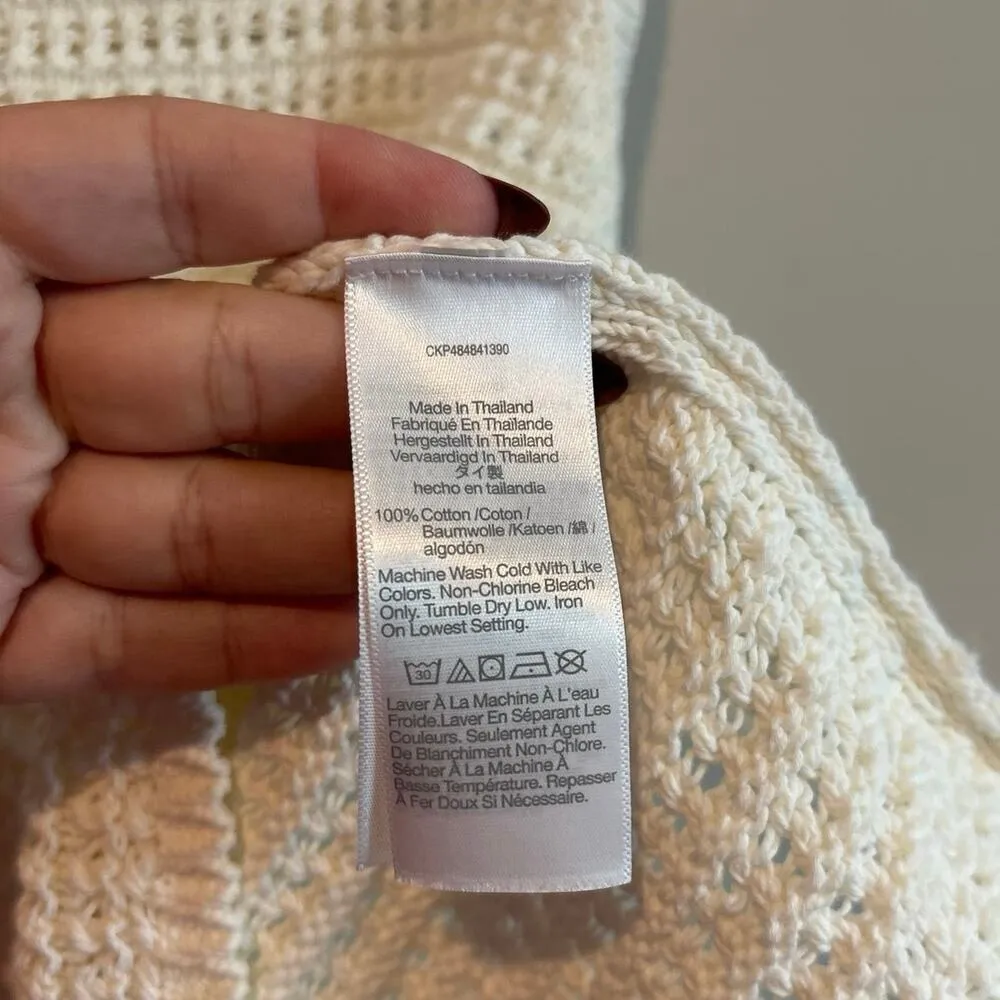 CKP484841390
Made In Thailand
Fabriqué En Thaïlande
Hergestellt In Thailand
Vervaardigd In Thailand
タイ製
hecho en tailandia
100% Cotton /Coton /
Baumwolle /Katoen /綿 /
algodón
Machine Wash Cold With Like
Colors. Non-Chlorine Bleach
Only. Tumble Dry Low. Iron
On Lowest Setting.
30
Laver À La Machine À L'eau
Froide.Laver En Séparant Les
Couleurs. Seulement Agent
De Blanchiment Non-Chlore.
Sécher À La Machine À
Basse Température. Repasser
À Fer Doux Si Nécessaire.